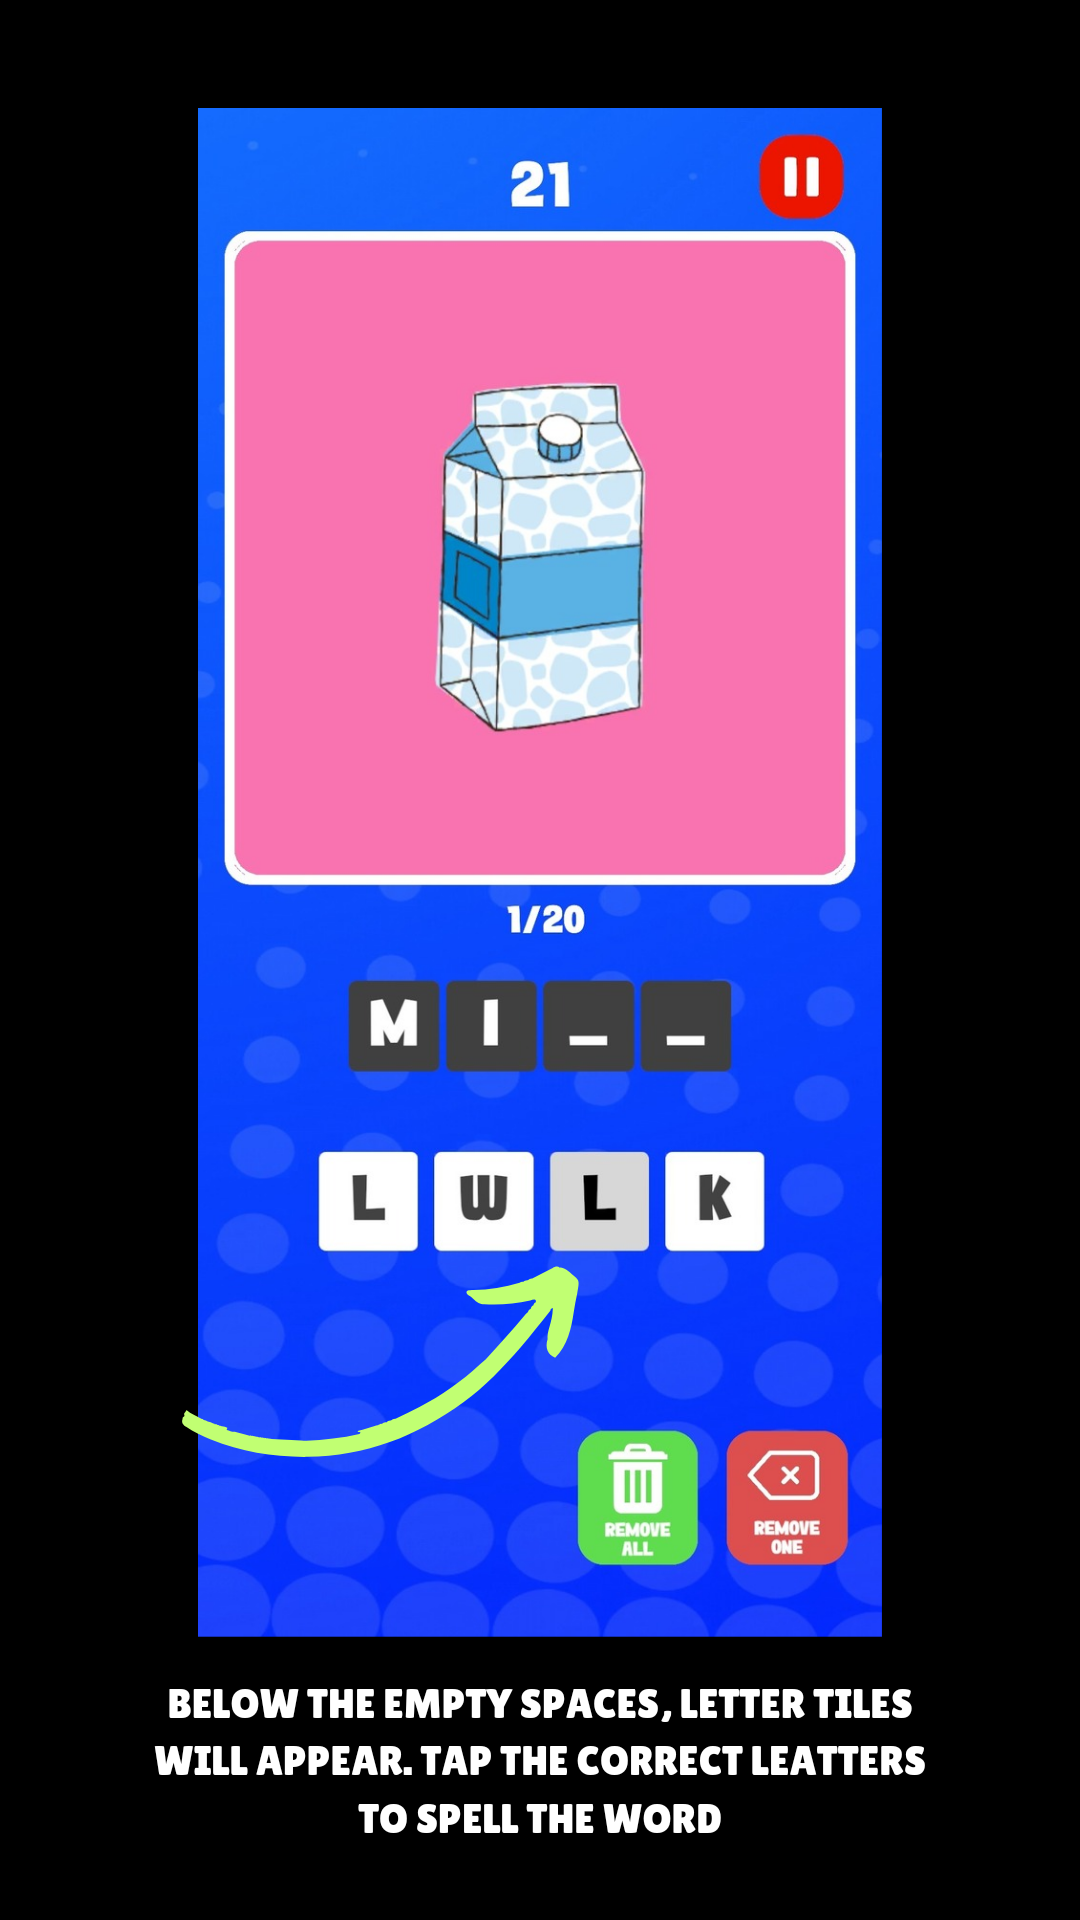 21
1/20
M I _ _
L W L K
REMOVE
ALL
REMOVE
ONE
BELOW THE EMPTY SPACES, LETTER TILES
WILL APPEAR. TAP THE CORRECT LEATTERS
TO SPELL THE WORD